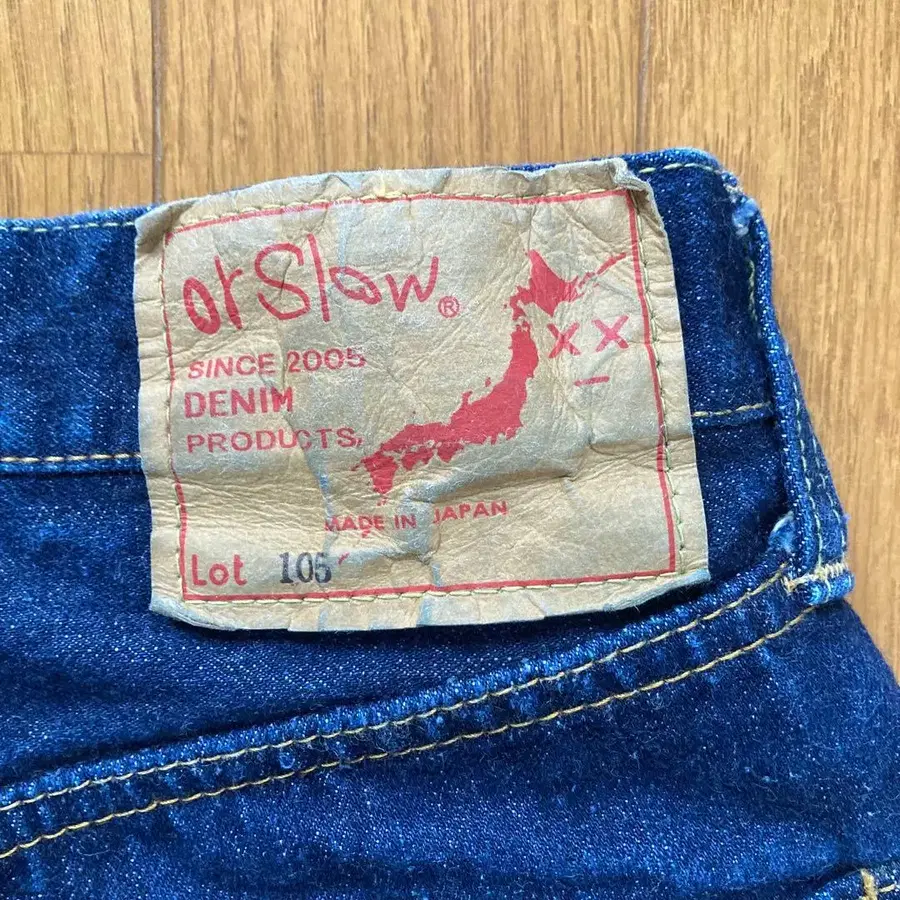 orSlow®
SINCE 2005
DENIM
PRODUCTS,
XX
MADE IN JAPAN
Lot 105